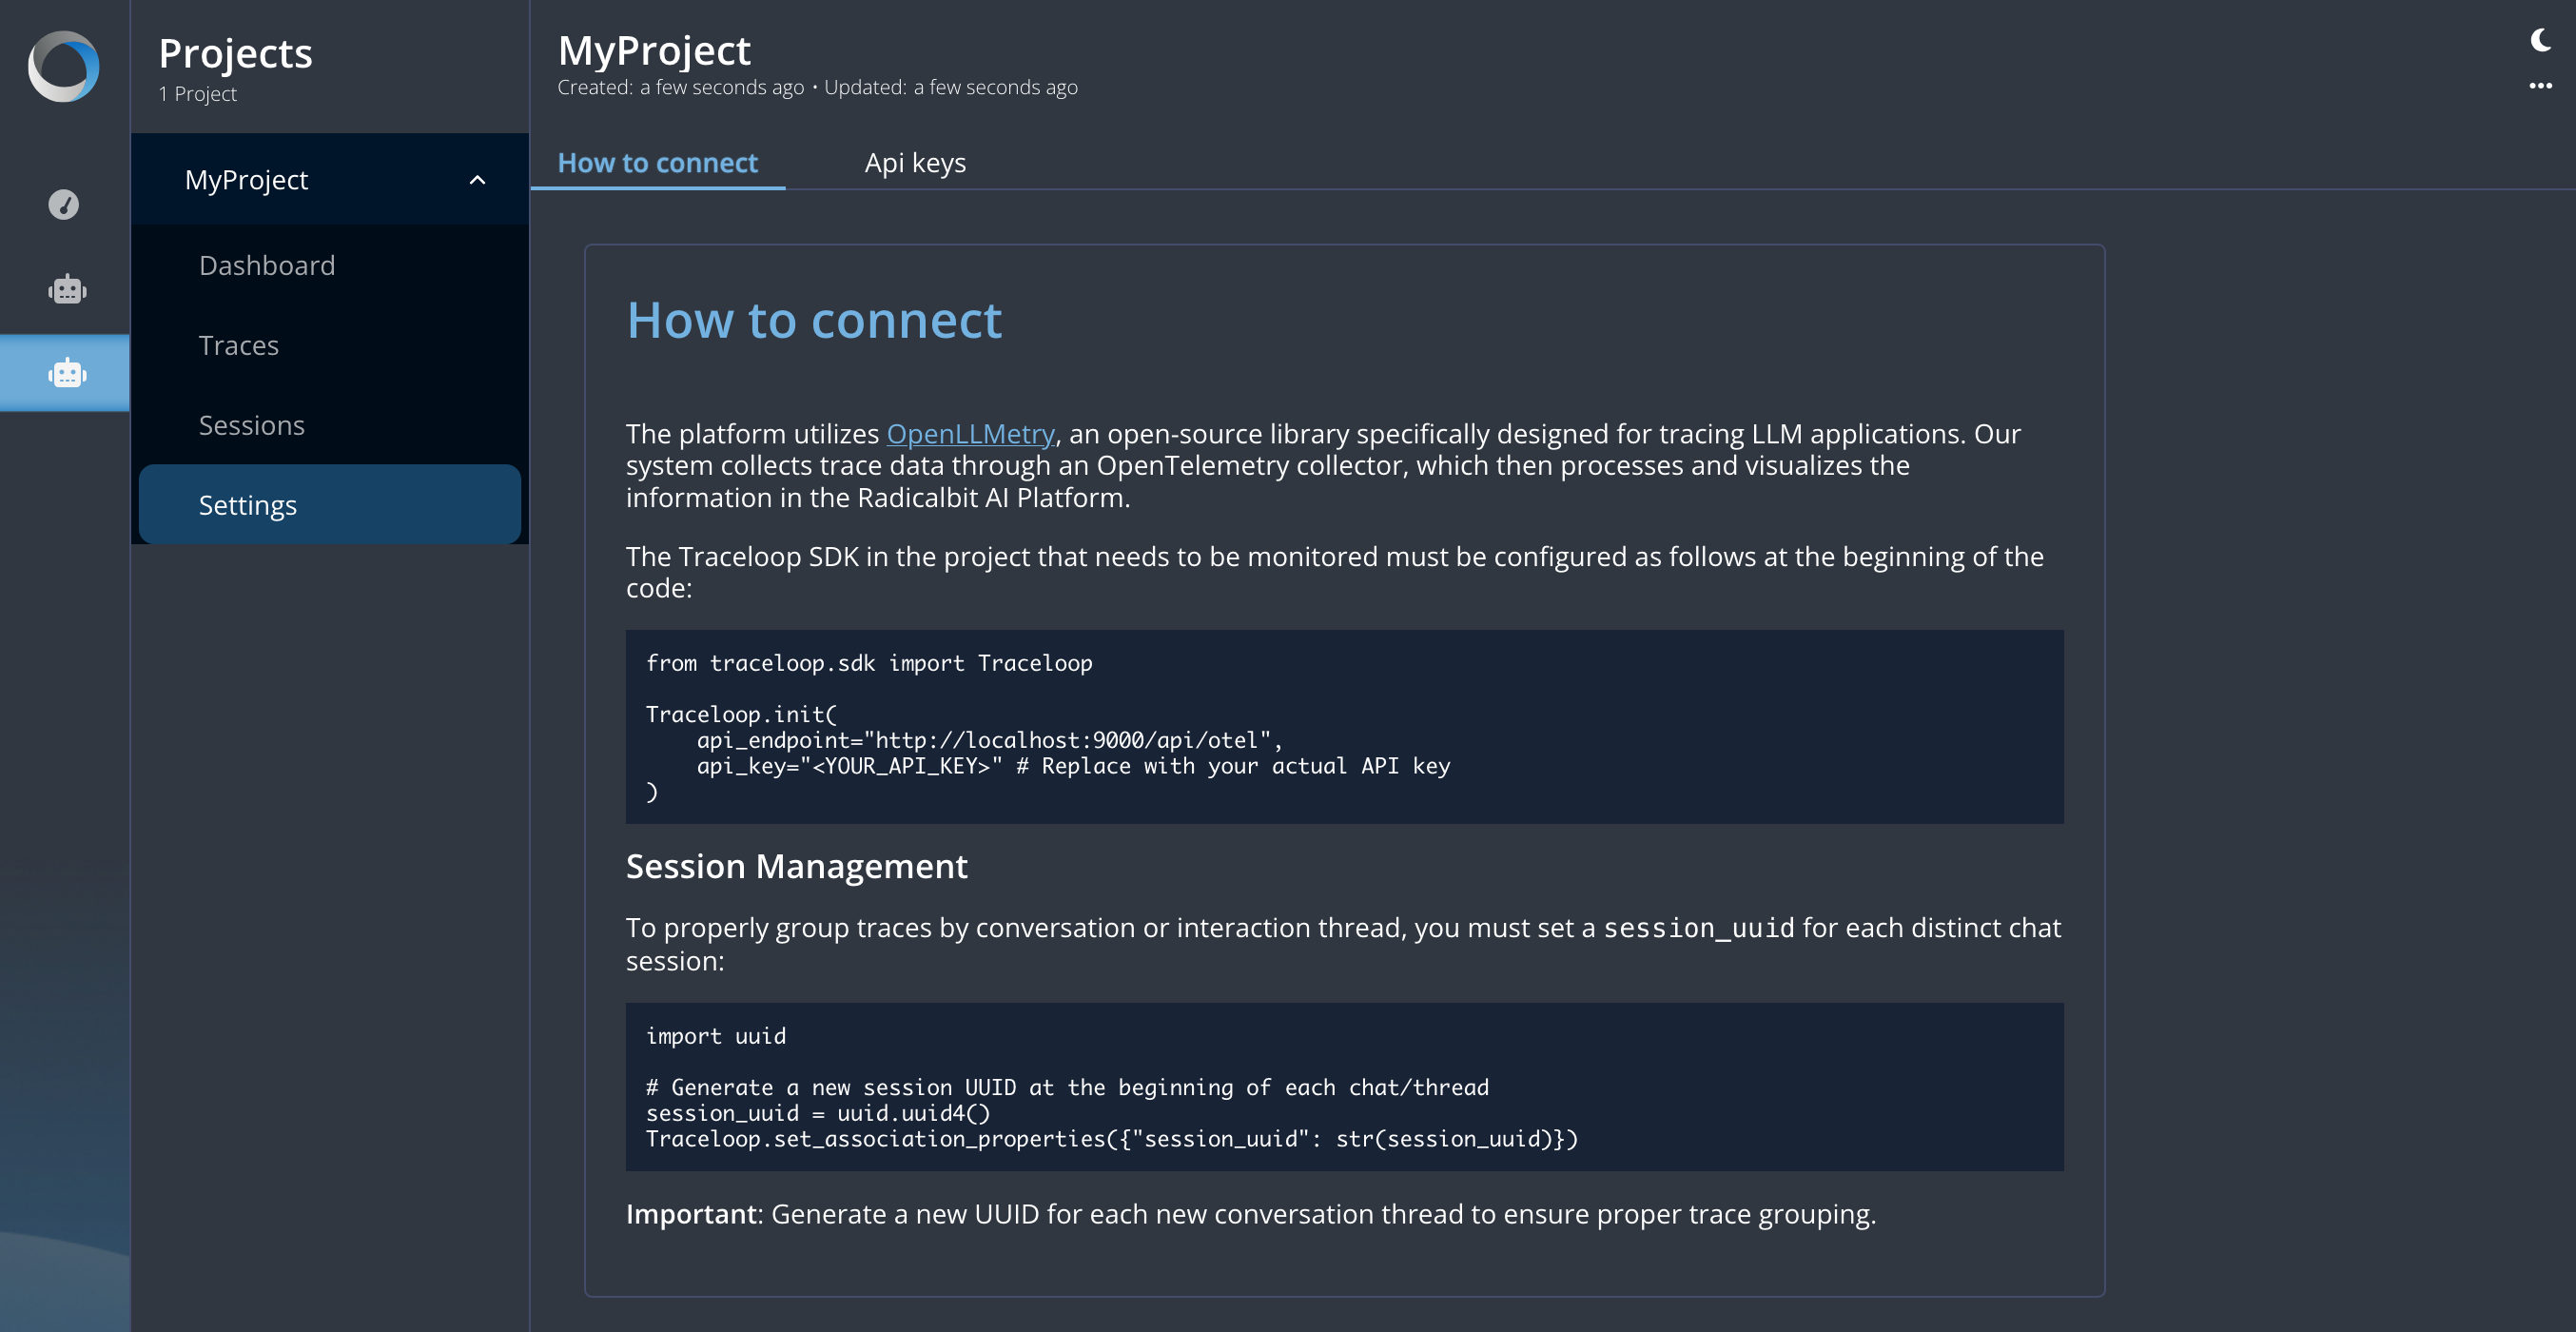 Projects
1 Project
MyProject
Dashboard
Traces
Sessions
Settings
MyProject
Created: a few seconds ago • Updated: a few seconds ago
How to connect
Api keys
How to connect
The platform utilizes OpenLLMetry, an open-source library specifically designed for tracing LLM applications. Our
system collects trace data through an OpenTelemetry collector, which then processes and visualizes the
information in the Radicalbit AI Platform.
The Traceloop SDK in the project that needs to be monitored must be configured as follows at the beginning of the
code:
from traceloop.sdk import Traceloop
Traceloop.init(
    api_endpoint="http://localhost:9000/api/otel",
    api_key="<YOUR_API_KEY>" # Replace with your actual API key
)
Session Management
To properly group traces by conversation or interaction thread, you must set a session_uuid for each distinct chat
session:
import uuid
# Generate a new session UUID at the beginning of each chat/thread
session_uuid = uuid.uuid4()
Traceloop.set_association_properties({"session_uuid": str(session_uuid)})
Important: Generate a new UUID for each new conversation thread to ensure proper trace grouping.